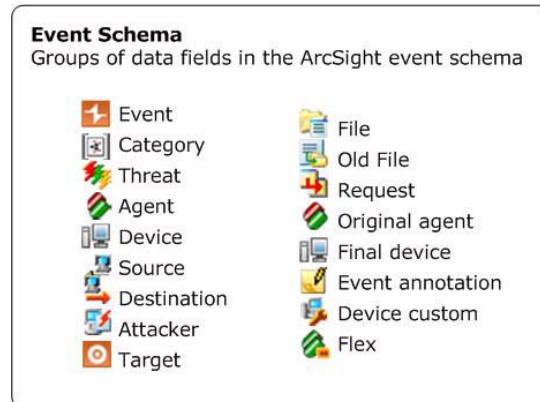 Event Schema
Groups of data fields in the ArcSight event schema
Event
Category
Threat
Agent
Device
Source
Destination
Attacker
Target
File
Old File
Request
Original agent
Final device
Event annotation
Device custom
Flex